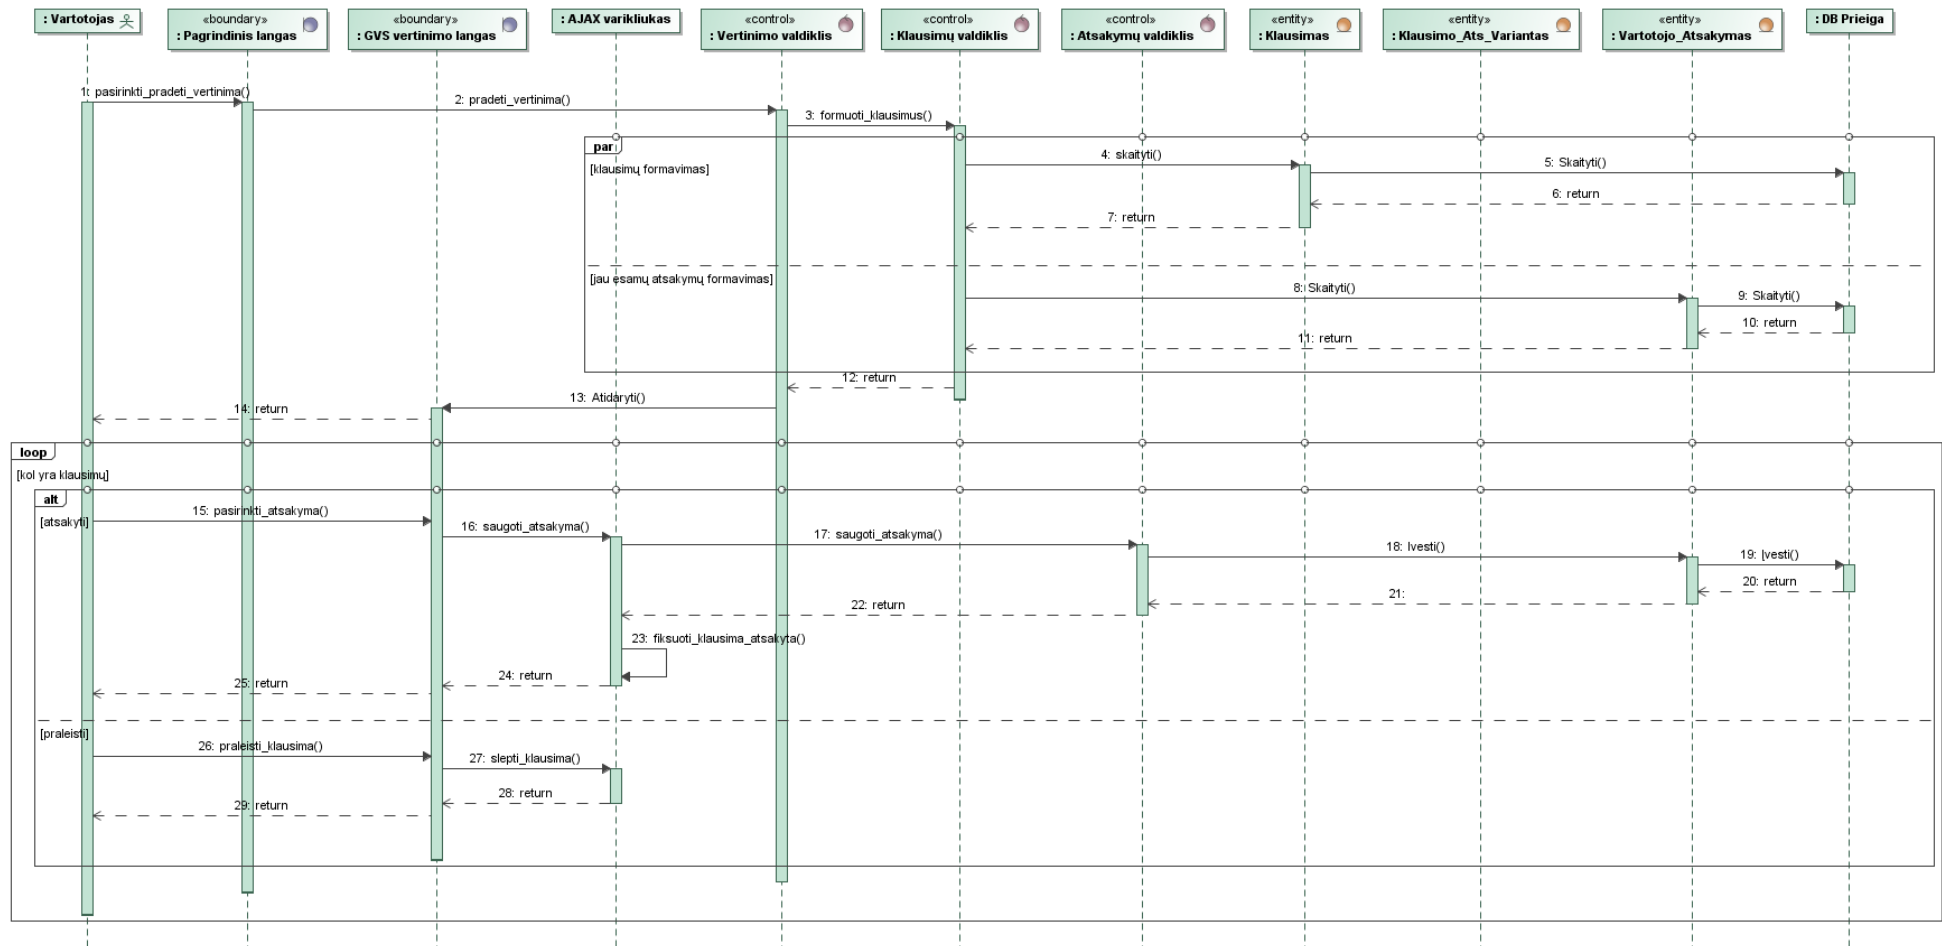 : Vartotojas
«boundary»
: Pagrindinis langas
«boundary»
: GVS vertinimo langas
: AJAX varikliukas
«control»
: Vertinimo valdiklis
«control»
: Klausimų valdiklis
«control»
: Atsakymų valdiklis
«entity»
: Klausimas
«entity»
: Klausimo_Ats_Variantas
«entity»
: Vartotojo_Atsakymas
: DB Prieiga
1: pasirinkti_pradeti_vertinima()
2: pradeti_vertinima()
3: formuoti_klausimus()
par
[klausimų formavimas]
4: skaityti()
5: Skaityti()
6: return
7: return
[jau esamų atsakymų formavimas]
8: Skaityti()
9: Skaityti()
10: return
11: return
12: return
13: Atidaryti()
14: return
loop
[kol yra klausimų]
alt
[atsakyti]
15: pasirinkti_atsakyma()
16: saugoti_atsakyma()
17: saugoti_atsakyma()
18: Ivesti()
19: Įvesti()
20: return
21:
22: return
23: fiksuoti_klausima_atsakyta()
24: return
25: return
[praleisti]
26: praleisti_klausima()
27: slepti_klausima()
28: return
29: return